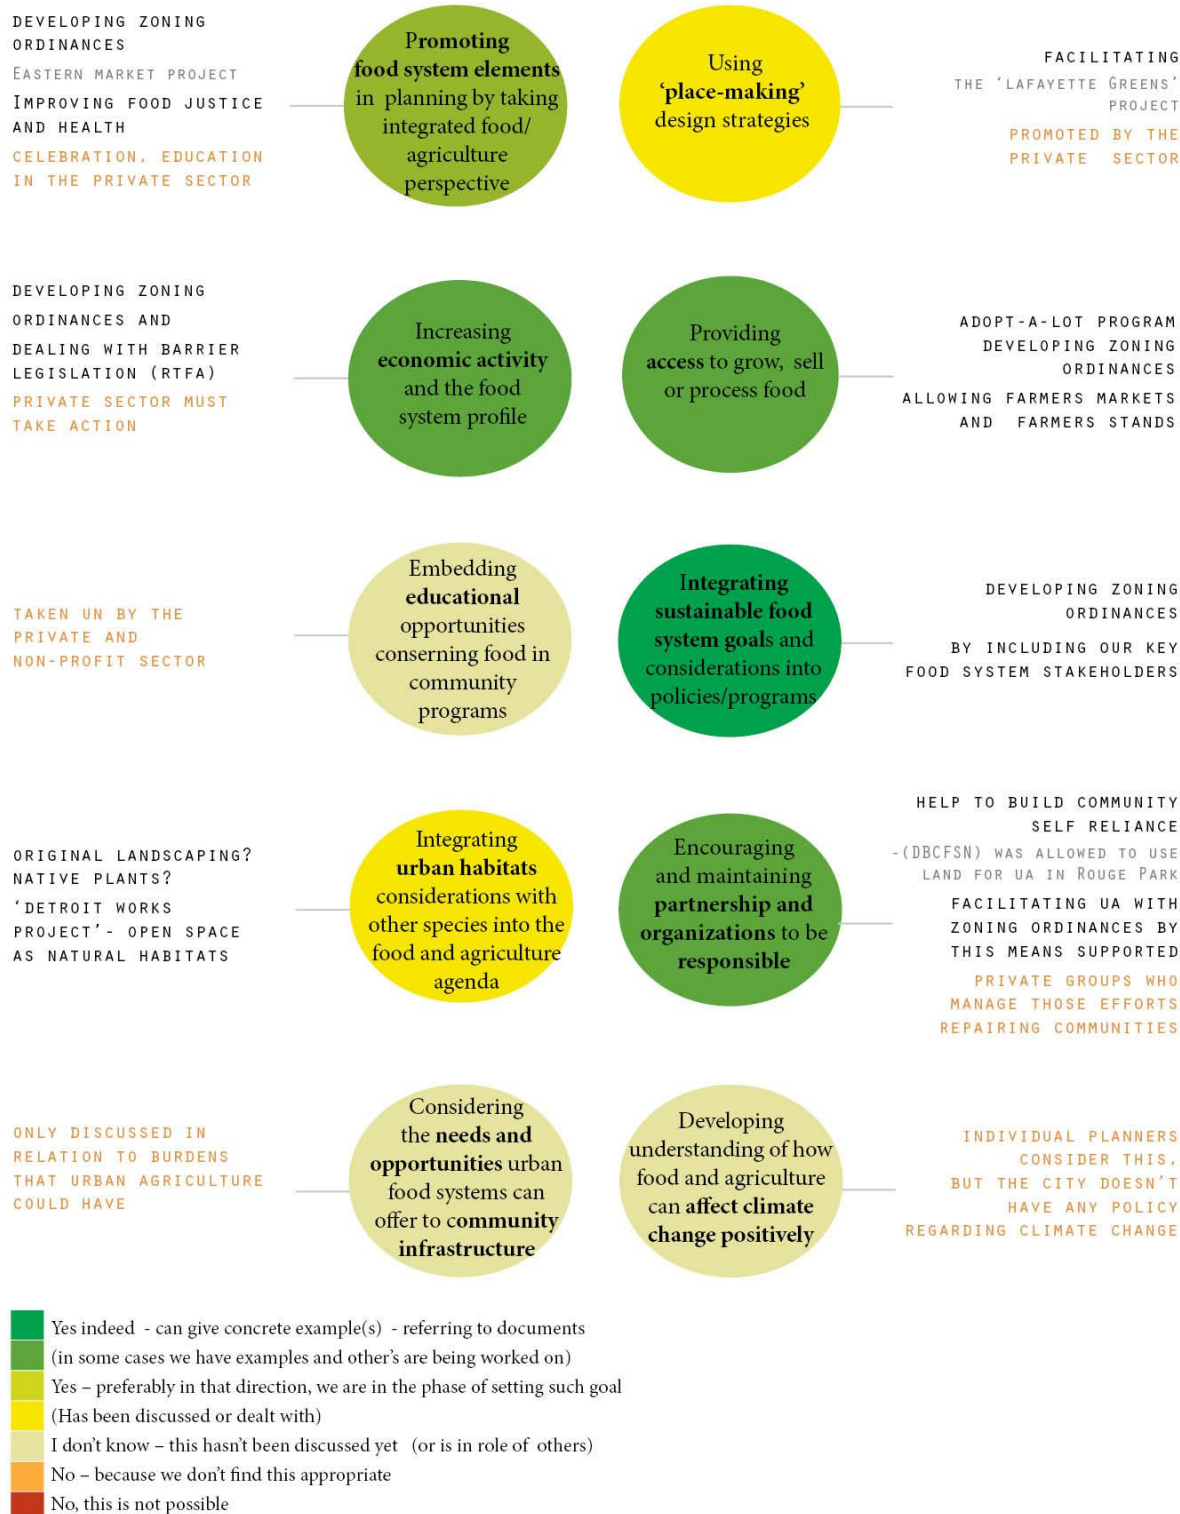 DEVELOPING ZONING
ORDINANCES
EASTERN MARKET PROJECT
IMPROVING FOOD JUSTICE
AND HEALTH
CELEBRATION, EDUCATION
IN THE PRIVATE SECTOR
Promoting
food system elements
in planning by taking
integrated food/
agriculture
perspective
Using
‘place-making’
design strategies
FACILITATING
THE ‘LAFAYETTE GREENS’
PROJECT
PROMOTED BY THE
PRIVATE SECTOR
DEVELOPING ZONING
ORDINANCES AND
DEALING WITH BARRIER
LEGISLATION (RTFA)
PRIVATE SECTOR MUST
TAKE ACTION
Increasing
economic activity
and the food
system profile
Providing
access to grow, sell
or process food
ADOPT-A-LOT PROGRAM
DEVELOPING ZONING
ORDINANCES
ALLOWING FARMERS MARKETS
AND FARMERS STANDS
TAKEN UN BY THE
PRIVATE AND
NON-PROFIT SECTOR
Embedding
educational
opportunities
conserning food in
community
programs
Integrating
sustainable food
system goals and
considerations into
policies/programs
DEVELOPING ZONING
ORDINANCES
BY INCLUDING OUR KEY
FOOD SYSTEM STAKEHOLDERS
ORIGINAL LANDSCAPING?
NATIVE PLANTS?
‘DETROIT WORKS
PROJECT’- OPEN SPACE
AS NATURAL HABITATS
Integrating
urban habitats
considerations with
other species into the
food and agriculture
agenda
Encouraging
and maintaining
partnership and
organizations to be
responsible
HELP TO BUILD COMMUNITY
SELF RELIANCE
-(DBCFSN) WAS ALLOWED TO USE
LAND FOR UA IN ROUGE PARK
FACILITATING UA WITH
ZONING ORDINANCES BY
THIS MEANS SUPPORTED
PRIVATE GROUPS WHO
MANAGE THOSE EFFORTS
REPAIRING COMMUNITIES
ONLY DISCUSSED IN
RELATION TO BURDENS
THAT URBAN AGRICULTURE
COULD HAVE
Considering
the needs and
opportunities urban
food systems can
offer to community
infrastructure
Developing
understanding of how
food and agriculture
can affect climate
change positively
INDIVIDUAL PLANNERS
CONSIDER THIS,
BUT THE CITY DOESN’T
HAVE ANY POLICY
REGARDING CLIMATE CHANGE
Yes indeed - can give concrete example(s) - referring to documents
(in some cases we have examples and other’s are being worked on)
Yes – preferably in that direction, we are in the phase of setting such goal
(Has been discussed or dealt with)
I don’t know – this hasn’t been discussed yet (or is in role of others)
No – because we don’t find this appropriate
No, this is not possible